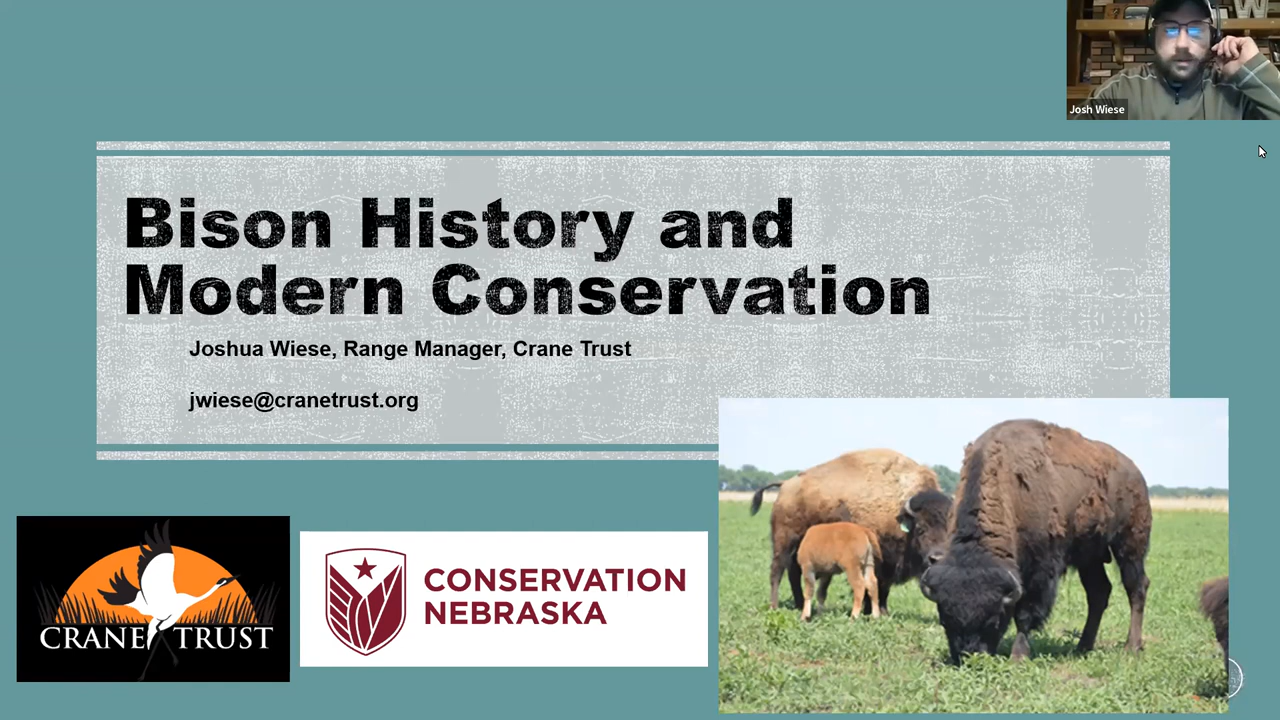 Josh Wiese
Bison History and
Modern Conservation
Joshua Wiese, Range Manager, Crane Trust
jwiese@cranetrust.org
CRANE TRUST
CONSERVATION
NEBRASKA
W